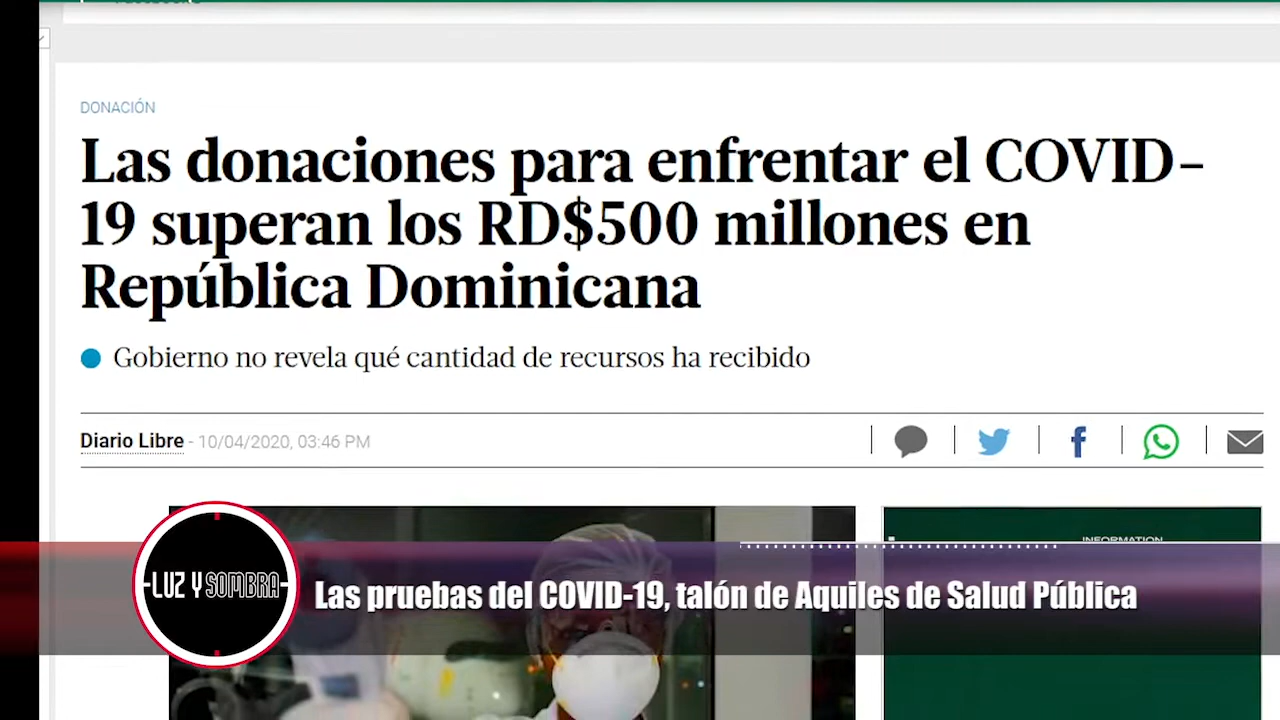 DONACIÓN
Las donaciones para enfrentar el COVID-
19 superan los RD$500 millones en
República Dominicana
Gobierno no revela qué cantidad de recursos ha recibido
Diario Libre - 10/04/2020, 03:46 PM
INFORMATION
LUZ Y SOMBRA
Las pruebas del COVID-19, talón de Aquiles de Salud Pública